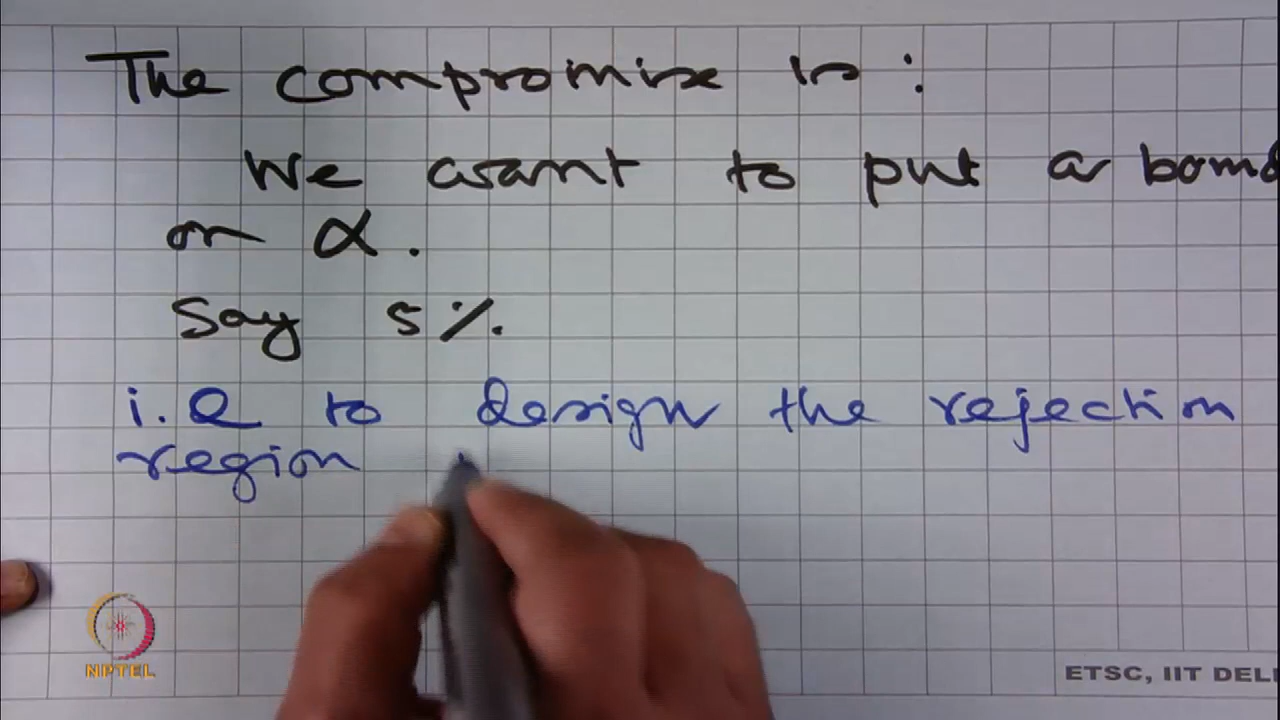 The compromise is :
We want to put a bound
on α.
Say 5%.
i.e to design the rejection
region
NPTEL
ETSC, IIT DEL